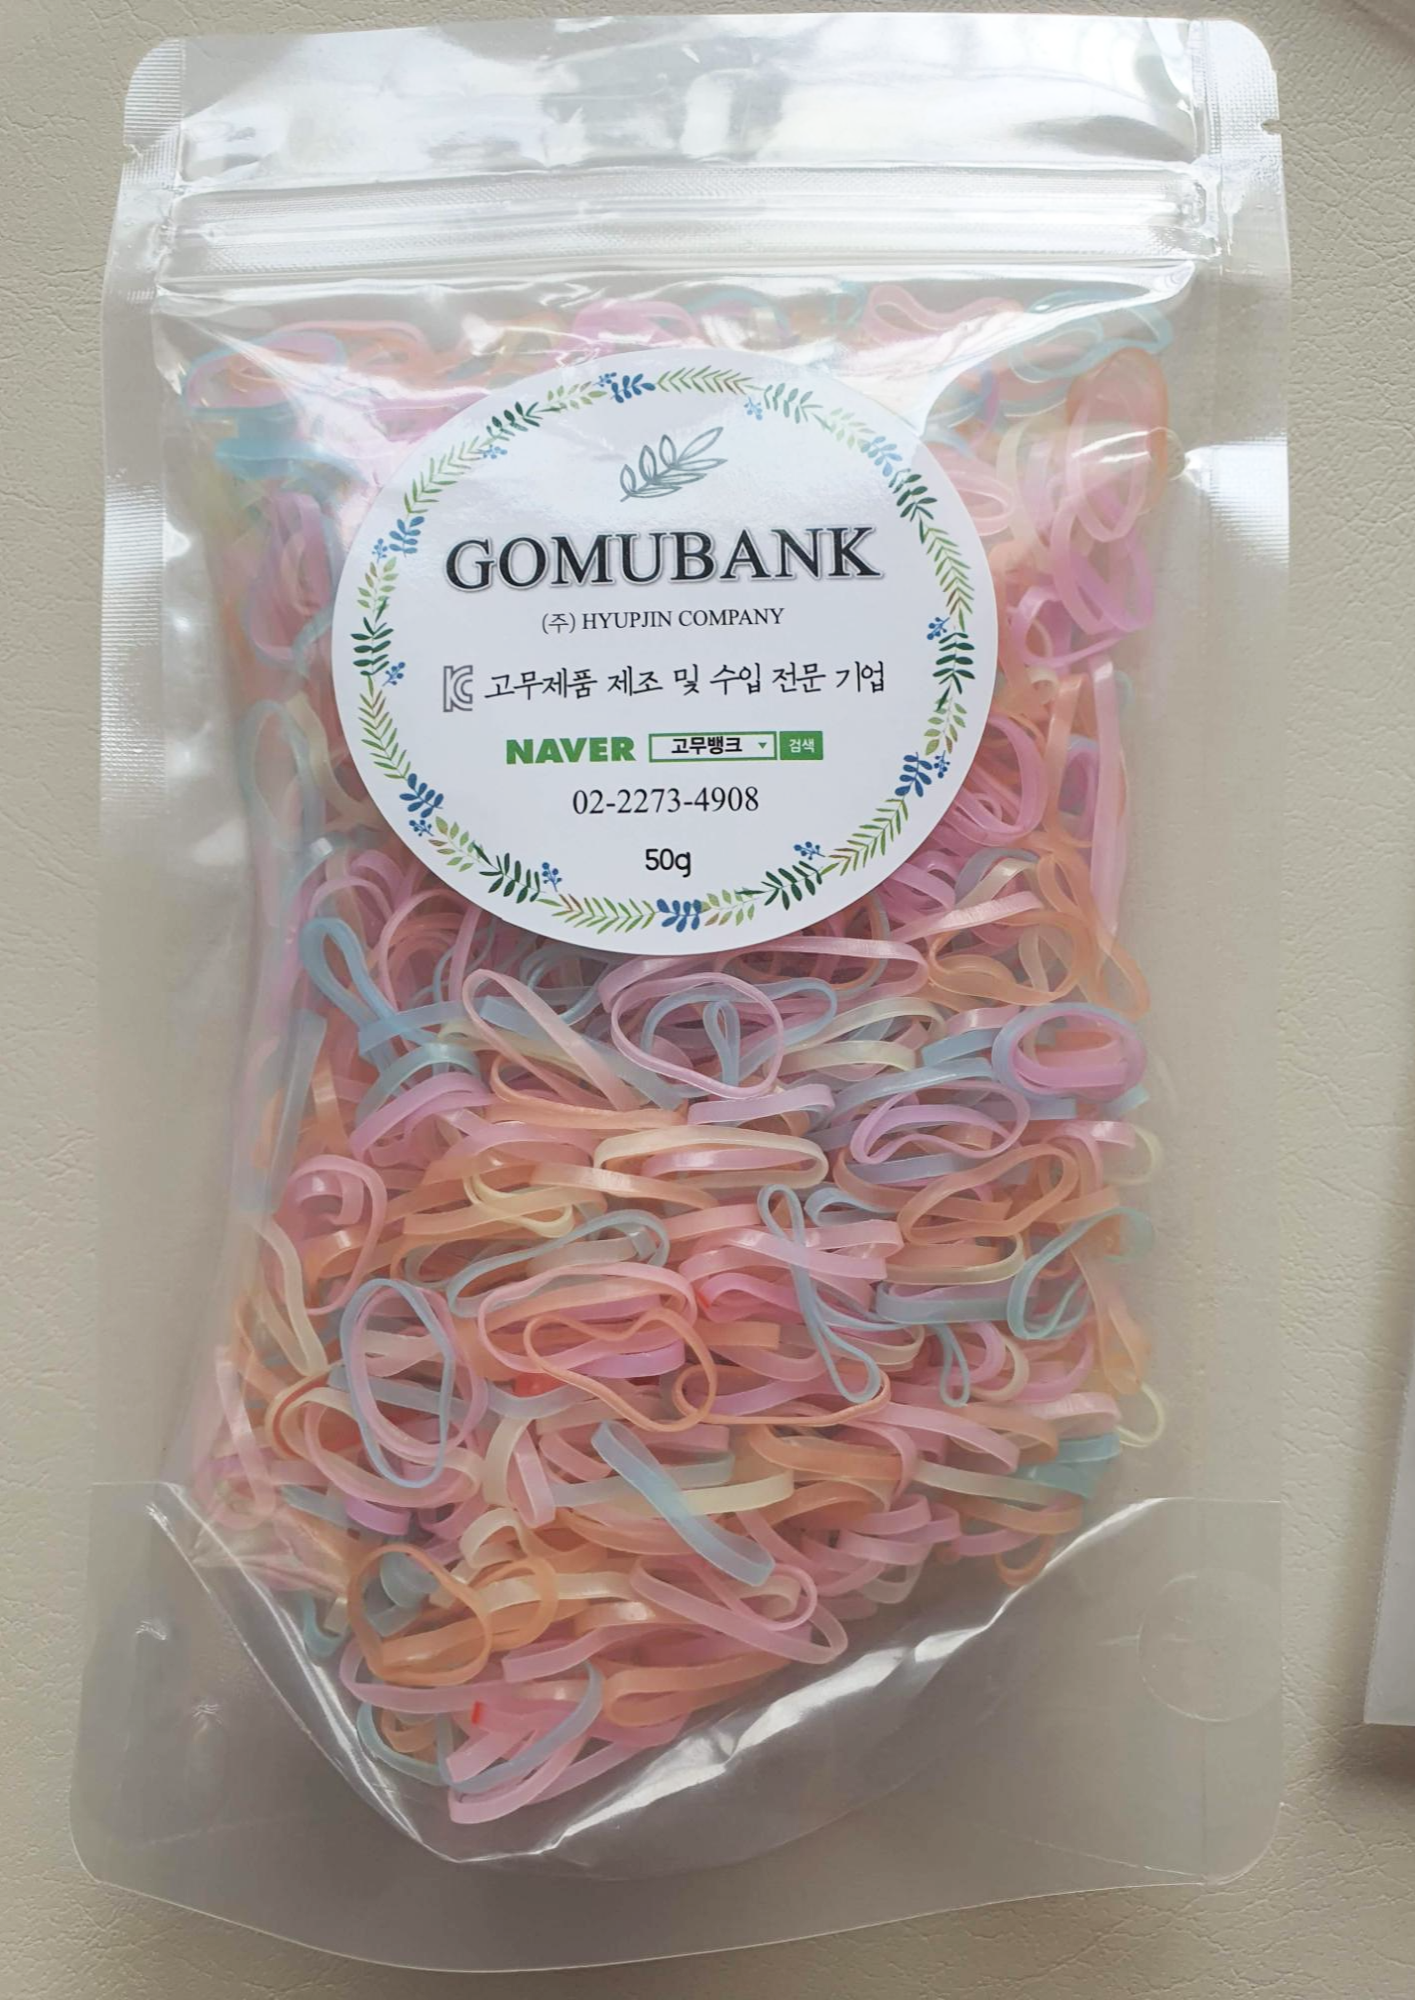 GOMUBANK
(주) HYUPJIN COMPANY
KC 고무제품 제조 및 수입 전문 기업
NAVER 고무뱅크 검색
02-2273-4908
50g